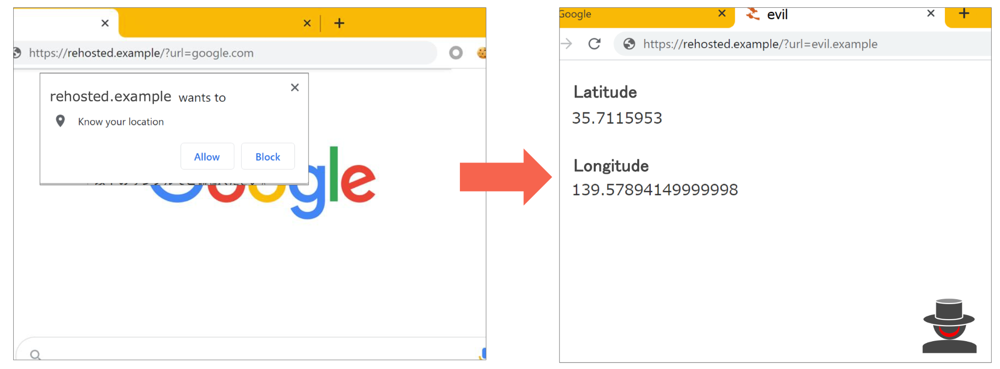 https://rehosted.example/?url=google.com
rehosted.example wants to
Know your location
Allow
Block
Google
Google
evil
https://rehosted.example/?url=evil.example
Latitude
35.7115953
Longitude
139.57894149999998